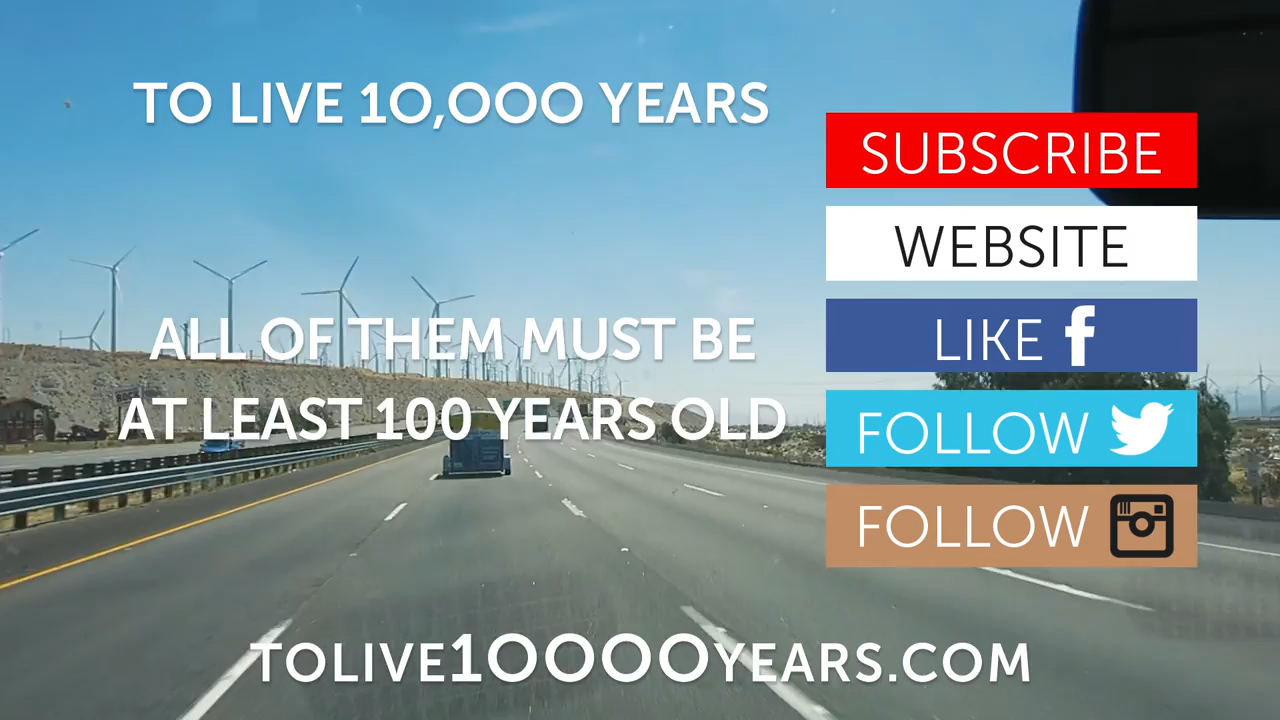 TO LIVE 10,000 YEARS
ALL OF THEM MUST BE
AT LEAST 100 YEARS OLD
SUBSCRIBE
WEBSITE
LIKE f
FOLLOW
FOLLOW
TOLIVE10000YEARS.COM